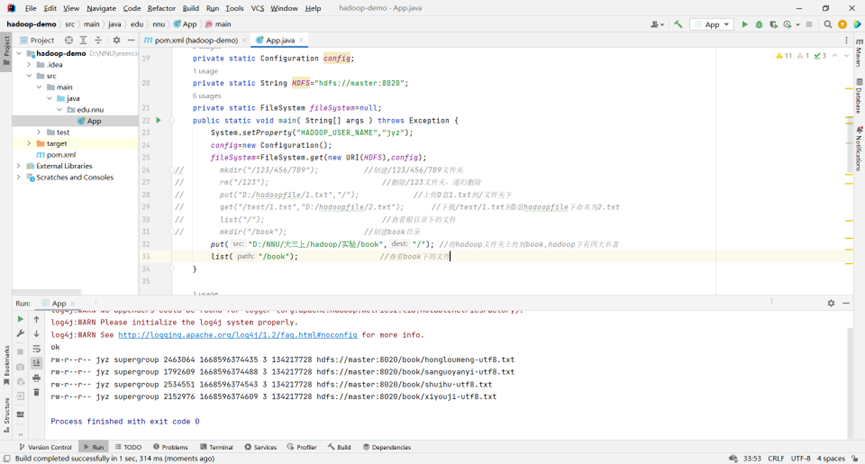 File Edit View Navigate Code Refactor Build Run Tools VCS Window Help hadoop-demo - App.java
hadoop-demo src main java edu nnu App main
App
Project
pom.xml (hadoop-demo)
App.java
hadoop-demo D:\NNU\exercis
.idea
src
main
java
edu.nnu
App
test
target
pom.xml
External Libraries
Scratches and Consoles
11 1 3
19 private static Configuration config;
1 usage
20 private static String HDFS="hdfs://master:8020";
6 usages
21 private static FileSystem fileSystem=null;
22 public static void main( String[] args ) throws Exception {
23 System.setProperty("HADOOP_USER_NAME","jyz");
24 config=new Configuration();
25 fileSystem=FileSystem.get(new URI(HDFS),config);
26 // mkdir("/123/456/789"); //创建/123/456/789文件夹
27 // rm("/123"); //删除/123文件夹，递归删除
28 // put("D:/hadoopfile/1.txt","/"); //上传D盘1.txt到/文件夹下
29 // get("/test/1.txt","D:/hadoopfile/2.txt"); //下载/test/1.txt到D盘hadoopfile下命名为2.txt
30 // list("/"); //查看根目录下的文件
31 // mkdir("/book"); //创建book目录
32 put( src: "D:/NNU/大三上/hadoop/实验/book", dest: "/"); //将hadoop文件夹上传到book,hadoop下有四大名著
33 list( path: "/book"); //查看book下的文件
34 }
35
1 usage
Run: App
log4j:WARN Please initialize the log4j system properly.
log4j:WARN See http://logging.apache.org/log4j/1.2/faq.html#noconfig for more info.
ok
rw-r--r-- jyz supergroup 2463064 1668596374435 3 134217728 hdfs://master:8020/book/hongloumeng-utf8.txt
rw-r--r-- jyz supergroup 1792609 1668596374488 3 134217728 hdfs://master:8020/book/sanguoyanyi-utf8.txt
rw-r--r-- jyz supergroup 2534551 1668596374543 3 134217728 hdfs://master:8020/book/shuihu-utf8.txt
rw-r--r-- jyz supergroup 2152976 1668596374609 3 134217728 hdfs://master:8020/book/xiyouji-utf8.txt
Process finished with exit code 0
Bookmarks
Structure
Maven
Database
Notifications
Version Control Run TODO Problems Terminal Services Profiler Build Dependencies
Build completed successfully in 1 sec, 314 ms (moments ago)
33:53 CRLF UTF-8 4 spaces